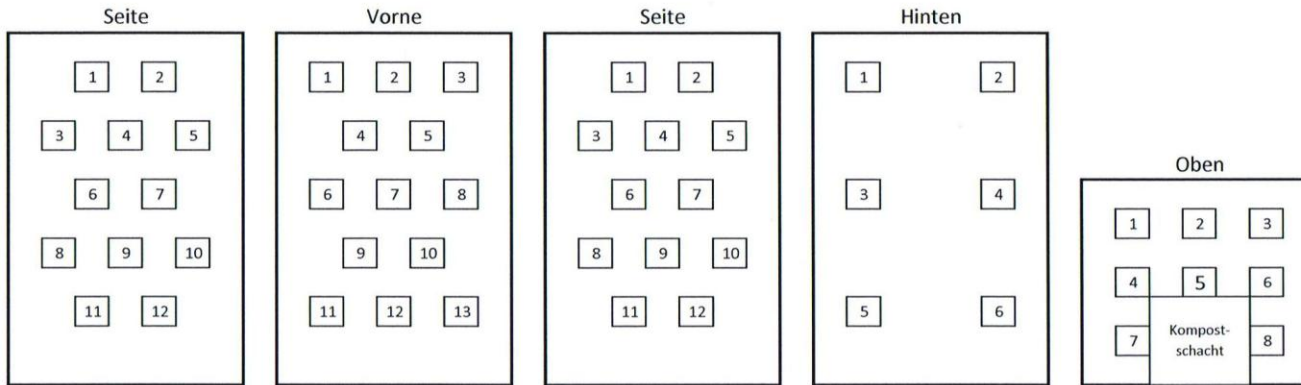 Seite
1 2
3 4 5
6 7
8 9 10
11 12
Vorne
1 2 3
4 5
6 7 8
9 10
11 12 13
Seite
1 2
3 4 5
6 7
8 9 10
11 12
Hinten
1 2
3 4
5 6
Oben
1 2 3
4 5 6
7 8
Kompost-
schacht